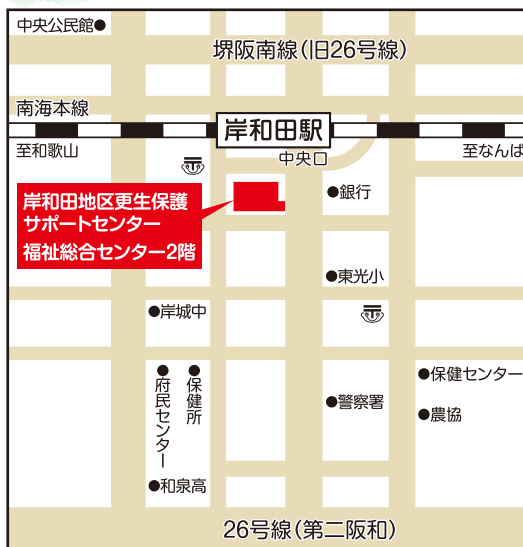 中央公民館
堺阪南線（旧26号線）
南海本線
岸和田駅
至和歌山
中央口
至なんば
岸和田地区更生保護
サポートセンター
福祉総合センター2階
銀行
東光小
岸城中
保健センター
府民センター
保健所
警察署
農協
和泉高
26号線（第二阪和）